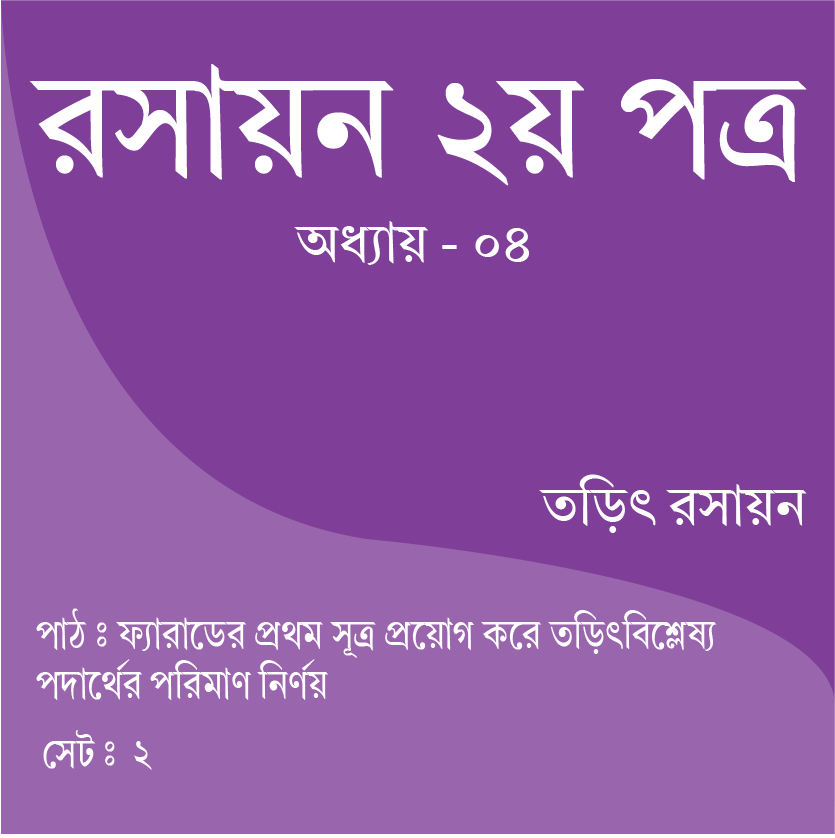 রসায়ন ২য় পত্র
অধ্যায় - ০৪
তড়িৎ রসায়ন
পাঠ ঃ ফ্যারাডের প্রথম সূত্র প্রয়োগ করে তড়িৎবিশ্লেষ্য
পদার্থের পরিমাণ নির্ণয়
সেট ঃ ২